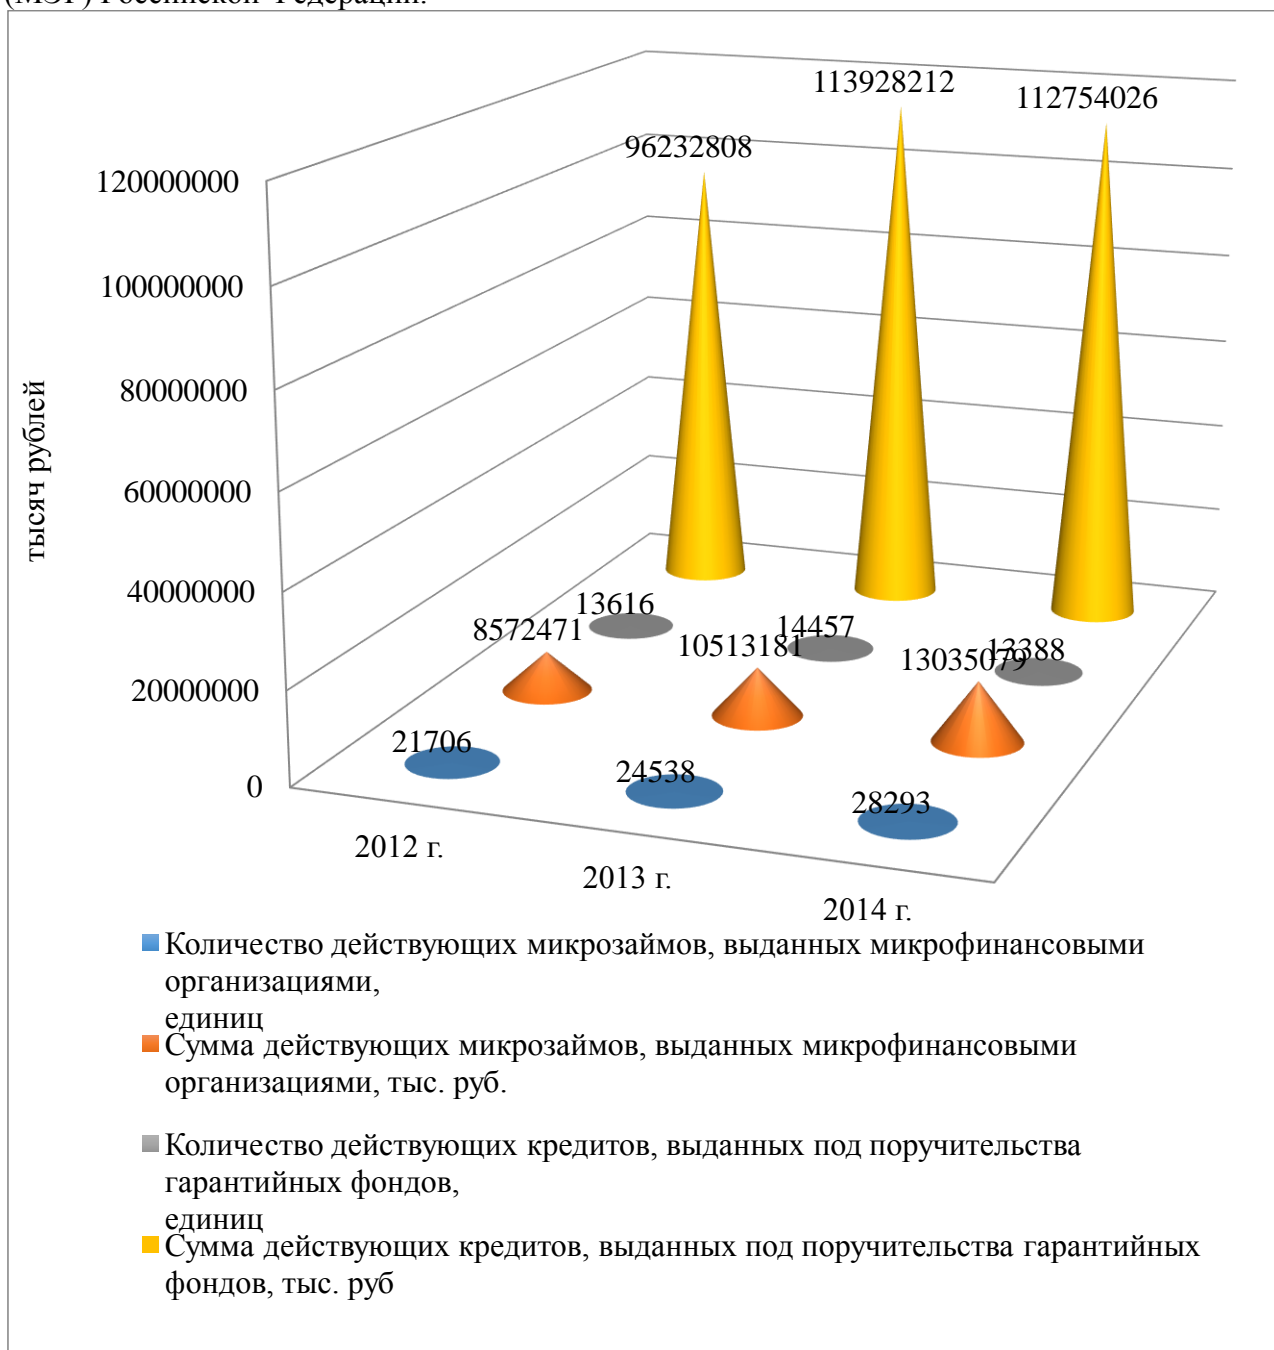 (МЭР) Российской Федерации.
113928212
112754026
96232808
120000000
100000000
80000000
60000000
40000000
20000000
0
тысяч рублей
13616
14457
13388
8572471
10513181
13035079
21706
24538
28293
2012 г.
2013 г.
2014 г.
Количество действующих микрозаймов, выданных микрофинансовыми
организациями,
единиц
Сумма действующих микрозаймов, выданных микрофинансовыми
организациями, тыс. руб.
Количество действующих кредитов, выданных под поручительства
гарантийных фондов,
единиц
Сумма действующих кредитов, выданных под поручительства гарантийных
фондов, тыс. руб